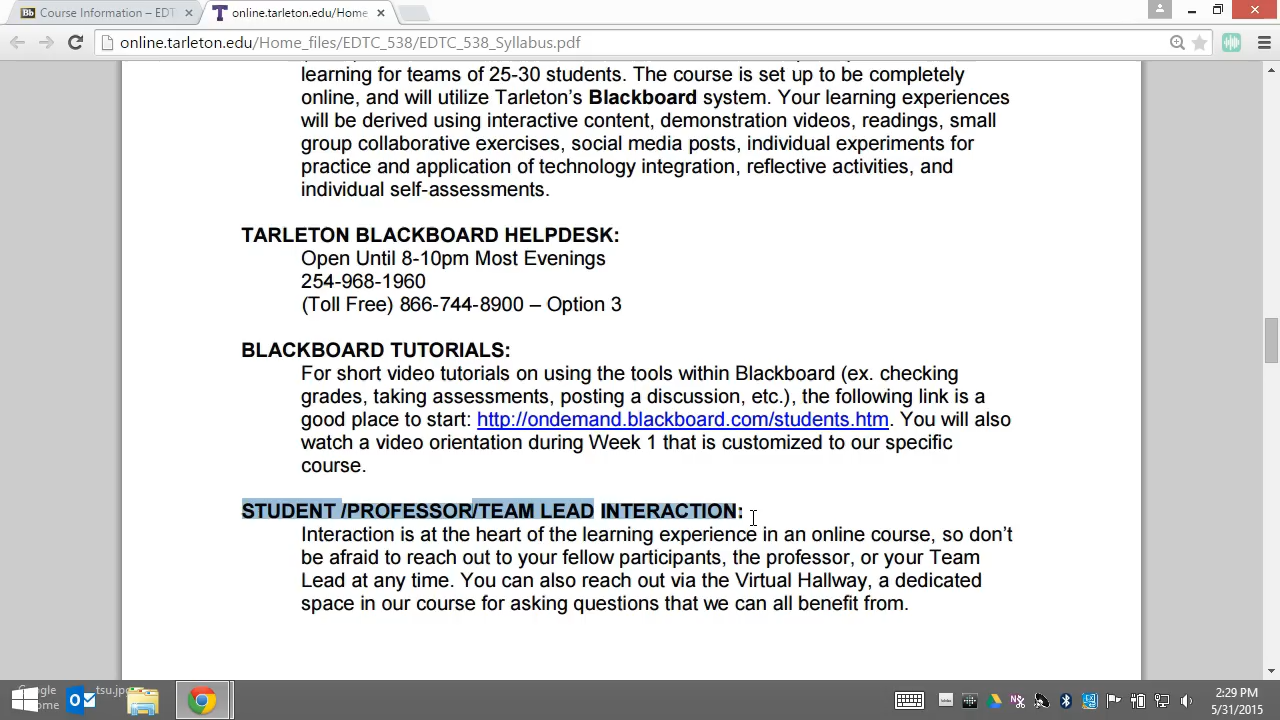 Course Information – EDT
online.tarleton.edu/Home
online.tarleton.edu/Home_files/EDTC_538/EDTC_538_Syllabus.pdf
learning for teams of 25-30 students. The course is set up to be completely
online, and will utilize Tarleton’s Blackboard system. Your learning experiences
will be derived using interactive content, demonstration videos, readings, small
group collaborative exercises, social media posts, individual experiments for
practice and application of technology integration, reflective activities, and
individual self-assessments.
TARLETON BLACKBOARD HELPDESK:
Open Until 8-10pm Most Evenings
254-968-1960
(Toll Free) 866-744-8900 – Option 3
BLACKBOARD TUTORIALS:
For short video tutorials on using the tools within Blackboard (ex. checking
grades, taking assessments, posting a discussion, etc.), the following link is a
good place to start: http://ondemand.blackboard.com/students.htm. You will also
watch a video orientation during Week 1 that is customized to our specific
course.
STUDENT /PROFESSOR/TEAM LEAD INTERACTION:
Interaction is at the heart of the learning experience in an online course, so don’t
be afraid to reach out to your fellow participants, the professor, or your Team
Lead at any time. You can also reach out via the Virtual Hallway, a dedicated
space in our course for asking questions that we can all benefit from.
Google
ome
tsu.jp
2:29 PM
5/31/2015